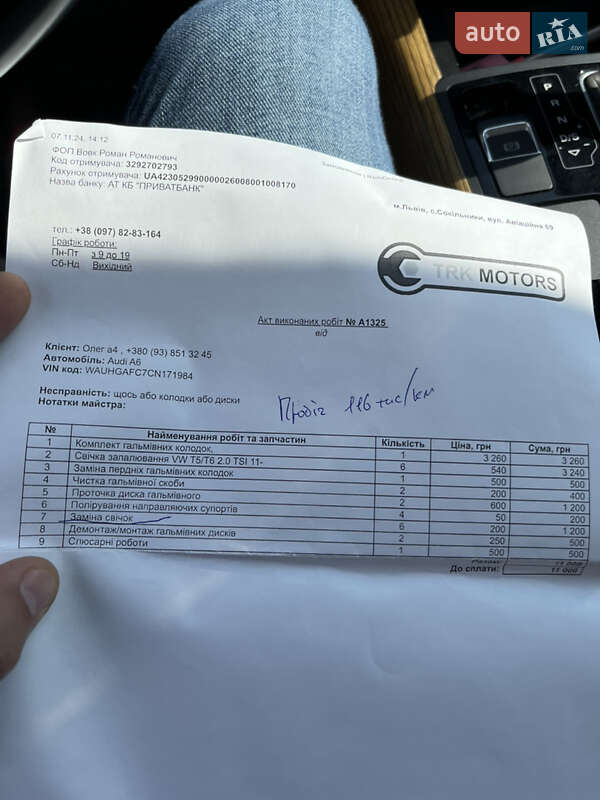 auto RIA .com
P
R
N
D/S
07.11.24, 14:12
ФОП Вовк Роман Романович
Код отримувача: 3292702793
Рахунок отримувача: UA423052990000026008001008170
Назва банку: АТ КБ "ПРИВАТБАНК"
м.Львів, с.Сокільники, вул. Авіаційна 59
тел.: +38 (097) 82-83-164
Графік роботи:
Пн-Пт з 9 до 19
Сб-Нд Вихідний
TRK MOTORS
Акт виконаних робіт № A1325
від
Клієнт: Олег а4 , +380 (93) 851 32 45
Автомобіль: Audi A6
VIN код: WAUHGAFC7CN171984
Несправність: щось або колодки або диски
Нотатки майстра:
Пробіг 116 тис/км
№ Найменування робіт та запчастин Кількість Ціна, грн Сума, грн
1 Комплект гальмівних колодок, 1 3 260 3 260
2 Свічка запалювання VW T5/T6 2.0 TSI 11- 6 540 3 240
3 Заміна пердніх гальмівних колодок 1 500 500
4 Чистка гальмівної скоби 2 200 400
5 Проточка диска гальмівного 2 600 1 200
6 Полірування направляючих супортів 4 50 200
7 Заміна свічок 6 200 1 200
8 Демонтаж/монтаж гальмівних дисків 2 250 500
9 Слюсарні роботи 1 500 500
Разом: 11 000
До сплати: 11 000